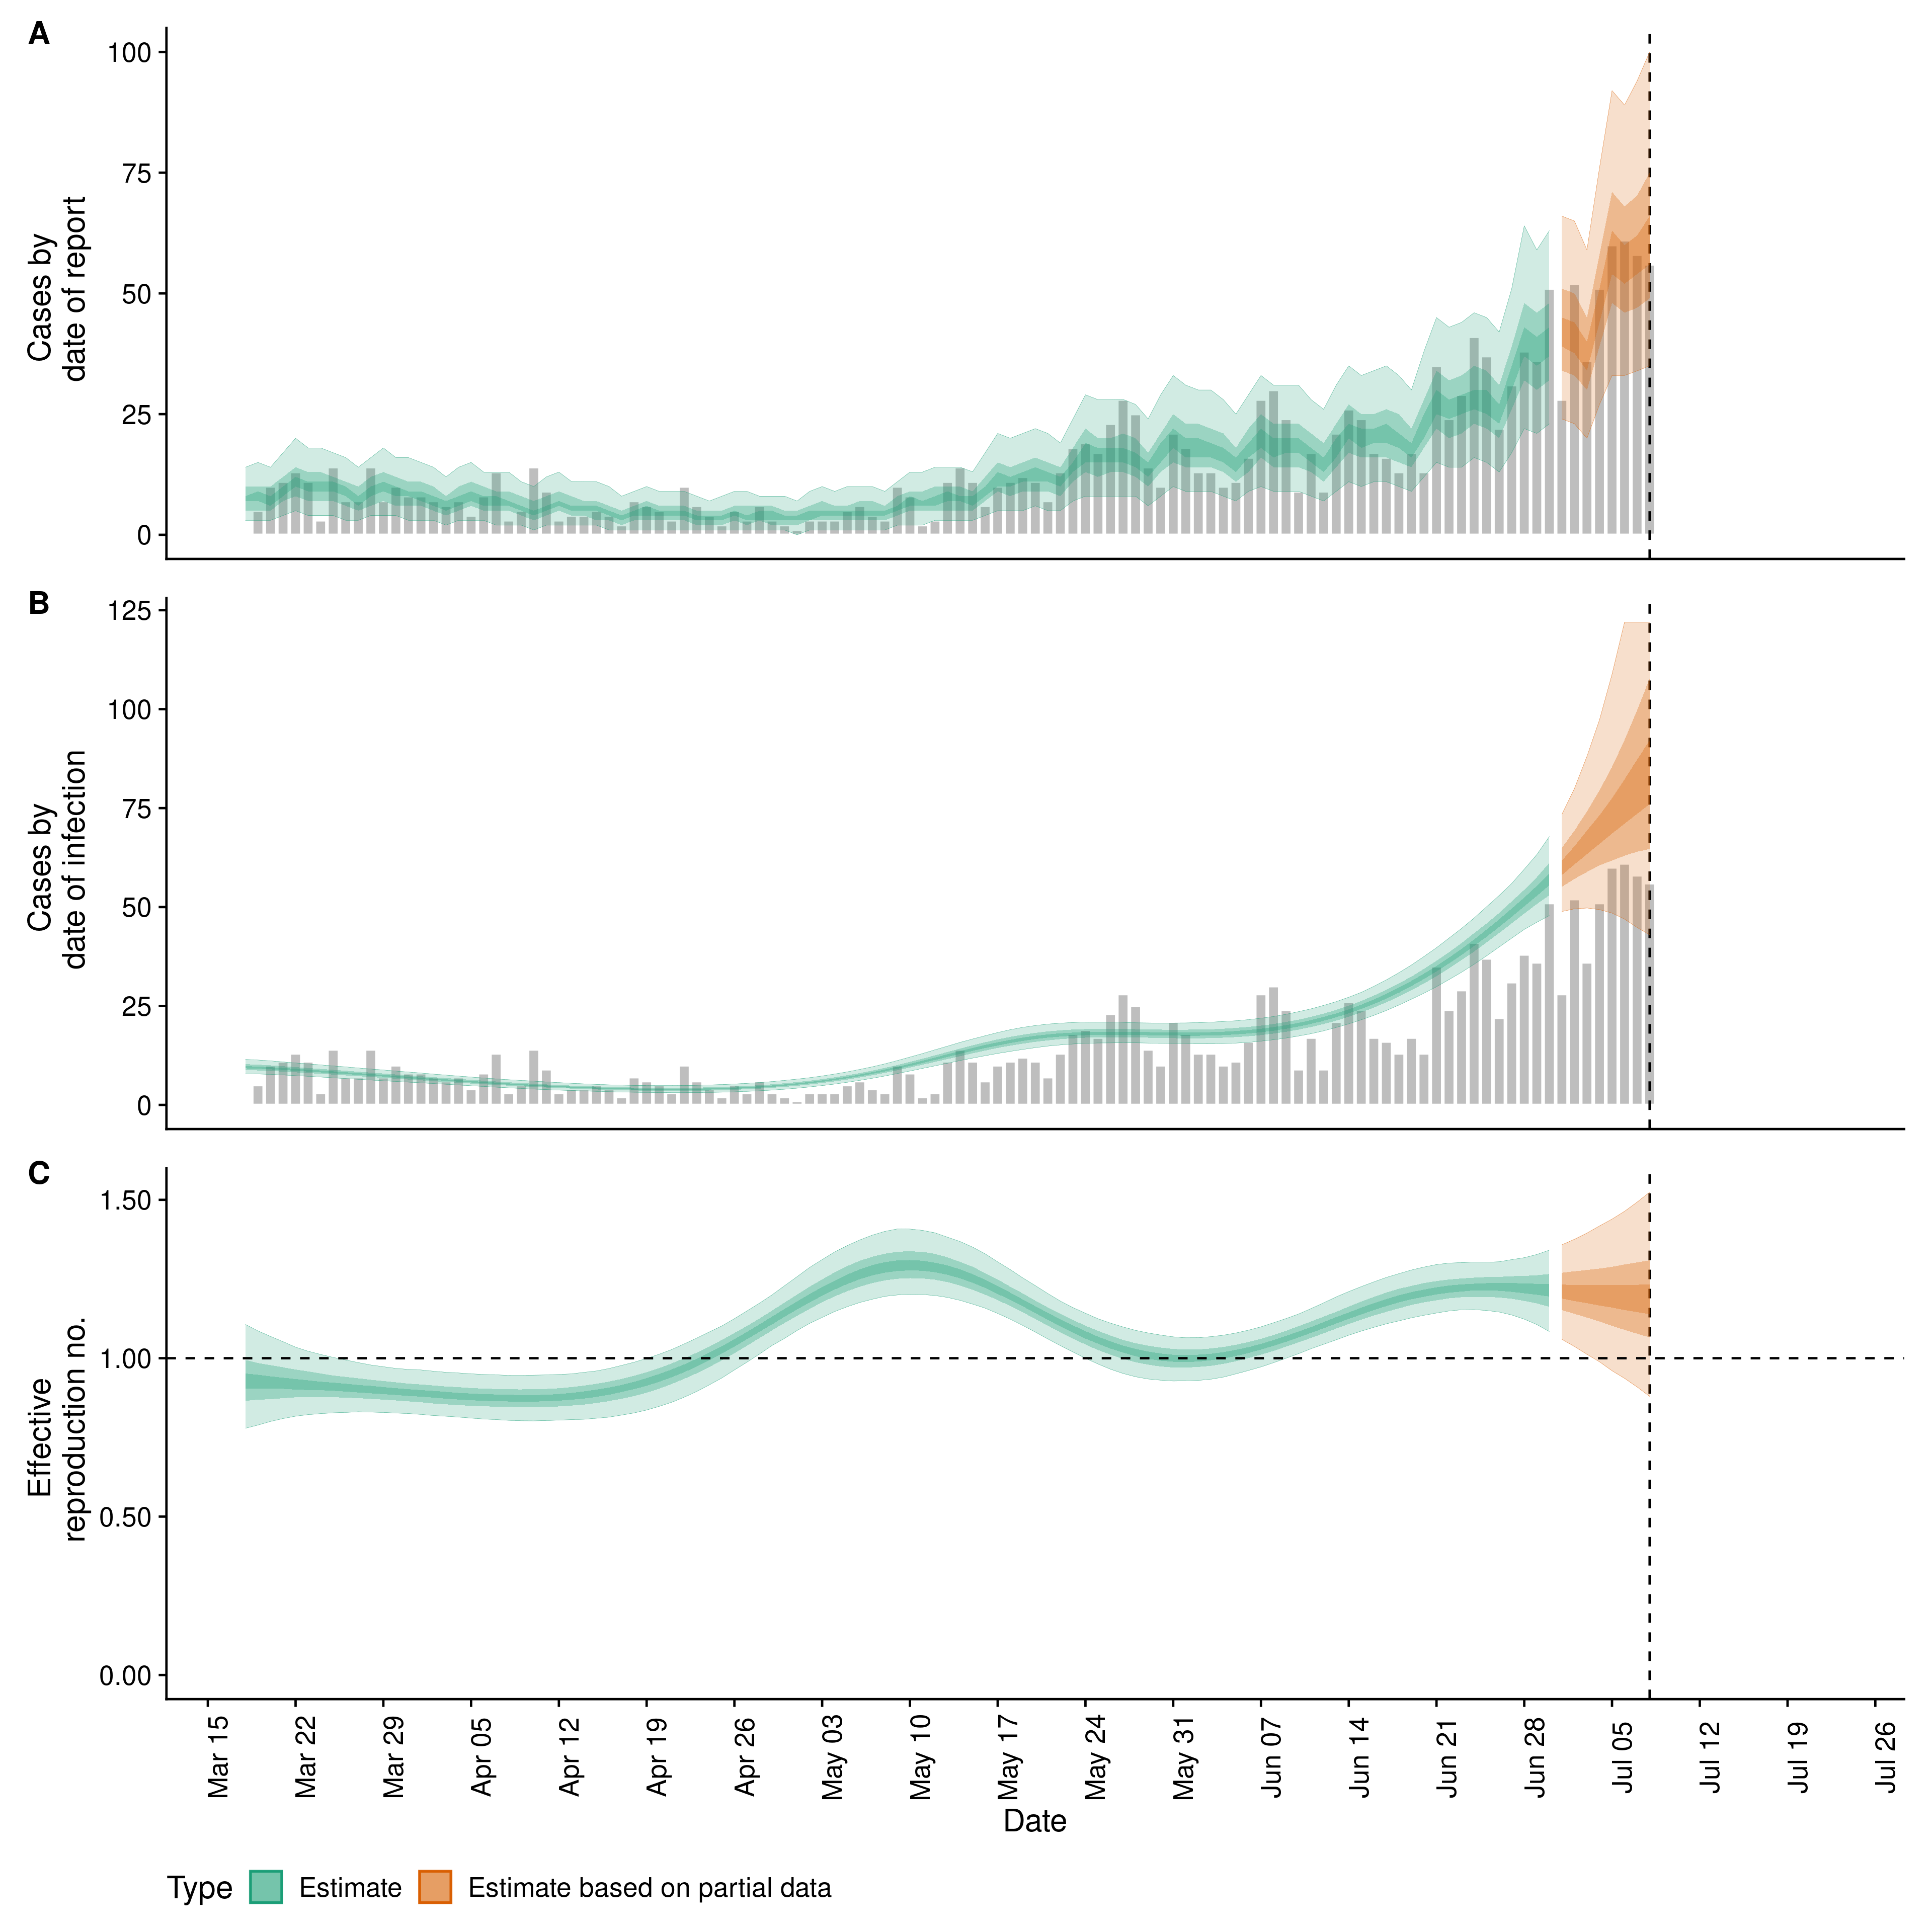 A
100
75
50
25
0
Cases by
date of report
B
125
100
75
50
25
0
Cases by
date of infection
C
1.50
1.00
0.50
0.00
Effective
reproduction no.
Mar 15
Mar 22
Mar 29
Apr 05
Apr 12
Apr 19
Apr 26
May 03
May 10
May 17
May 24
May 31
Jun 07
Jun 14
Jun 21
Jun 28
Jul 05
Jul 12
Jul 19
Jul 26
Date
Type Estimate Estimate based on partial data